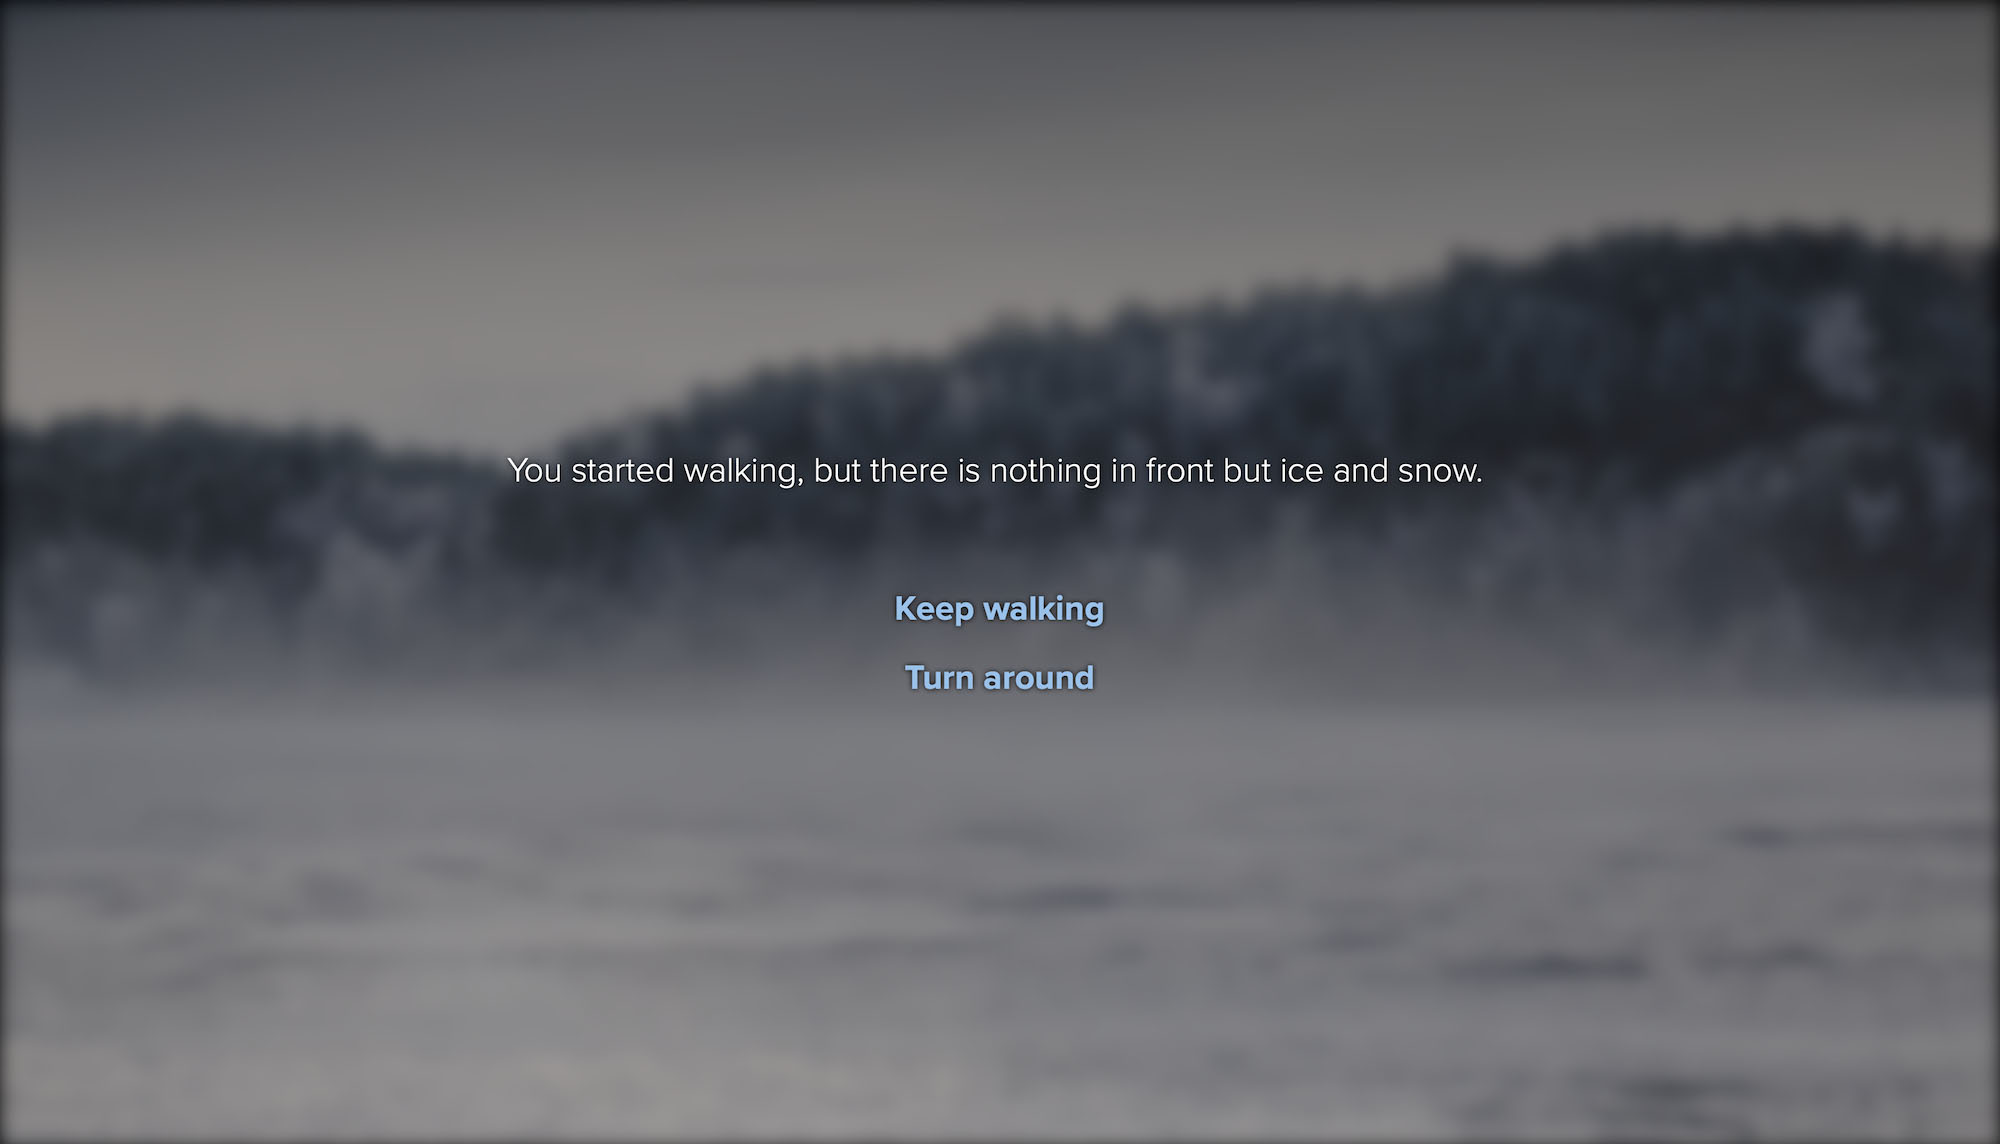 You started walking, but there is nothing in front but ice and snow.
Keep walking
Turn around